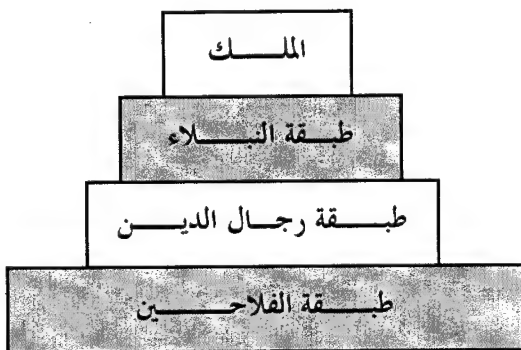 الملك
طبقة النبلاء
طبقة رجال الدين
طبقة الفلاحين